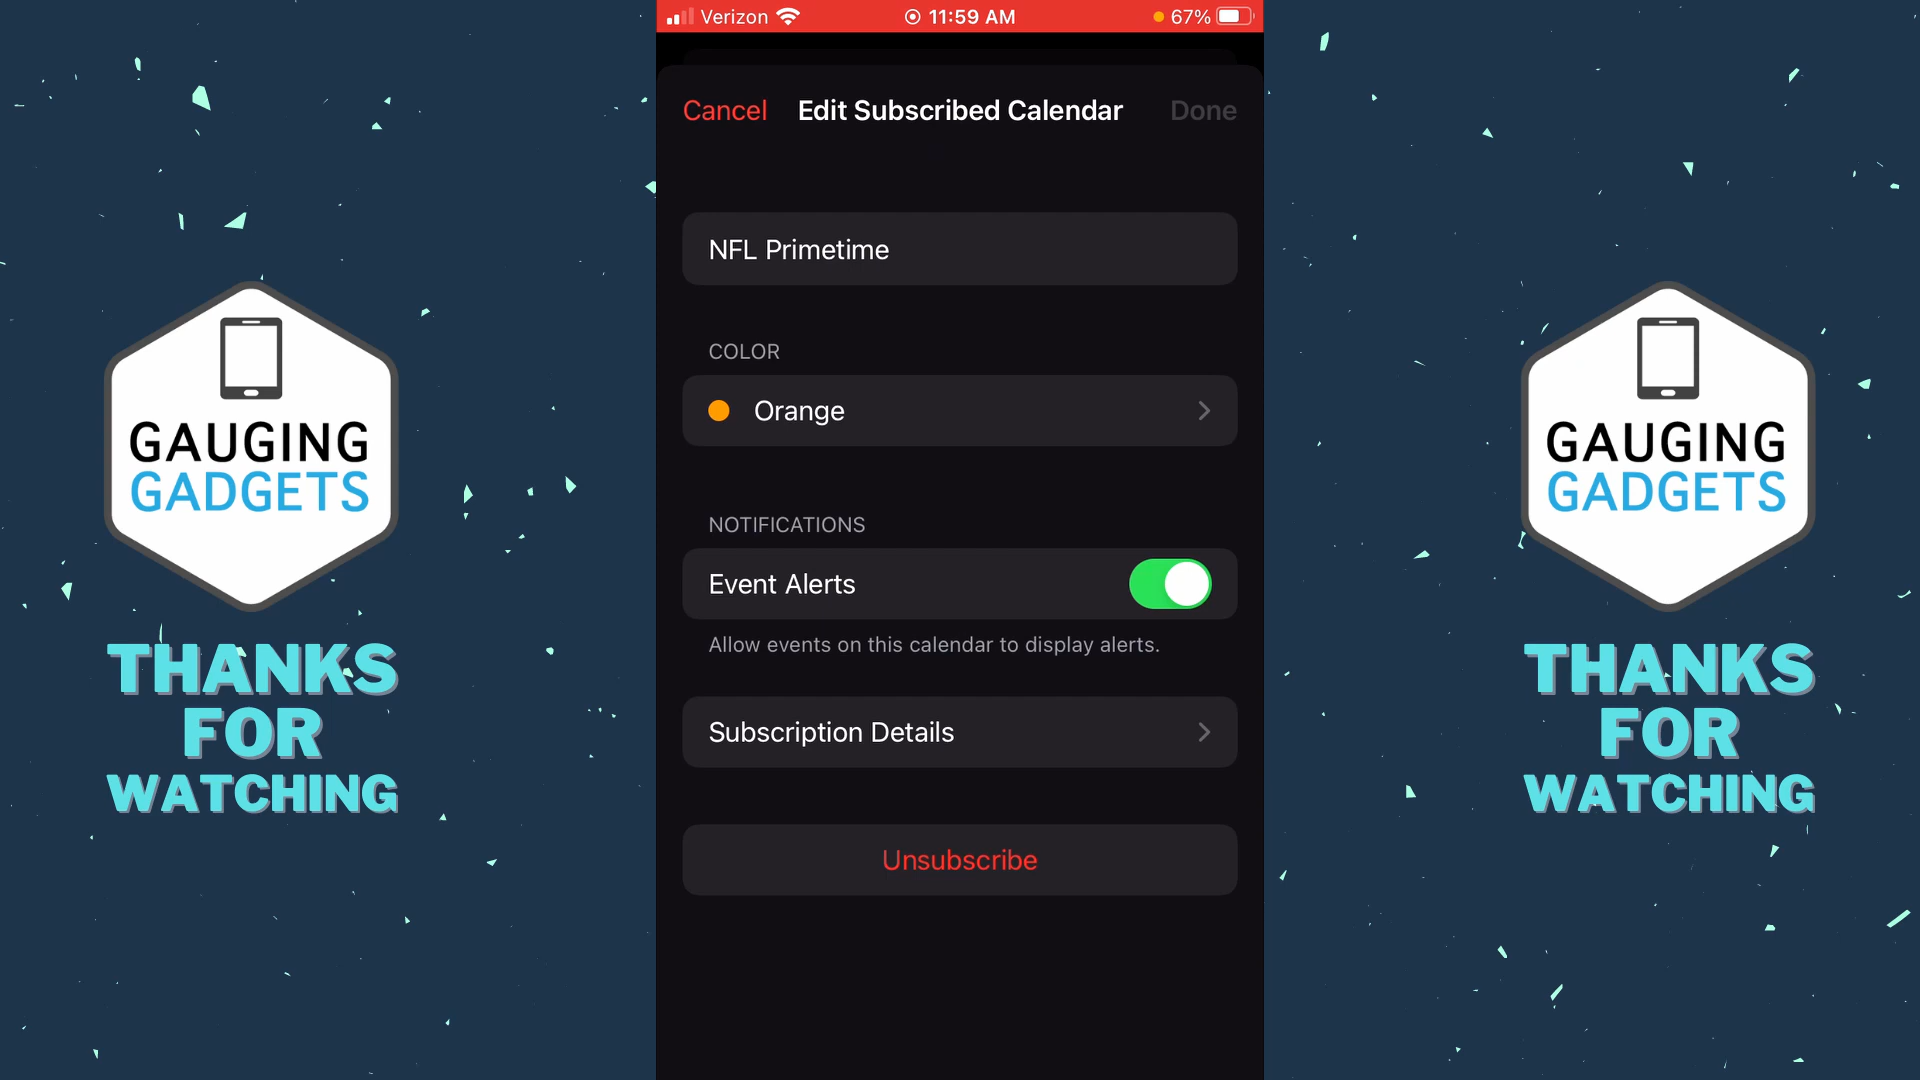 Verizon 11:59 AM 67%
Cancel Edit Subscribed Calendar Done
NFL Primetime
COLOR
Orange
NOTIFICATIONS
Event Alerts
Allow events on this calendar to display alerts.
Subscription Details
Unsubscribe
GAUGING
GADGETS
THANKS
FOR
WATCHING
GAUGING
GADGETS
THANKS
FOR
WATCHING